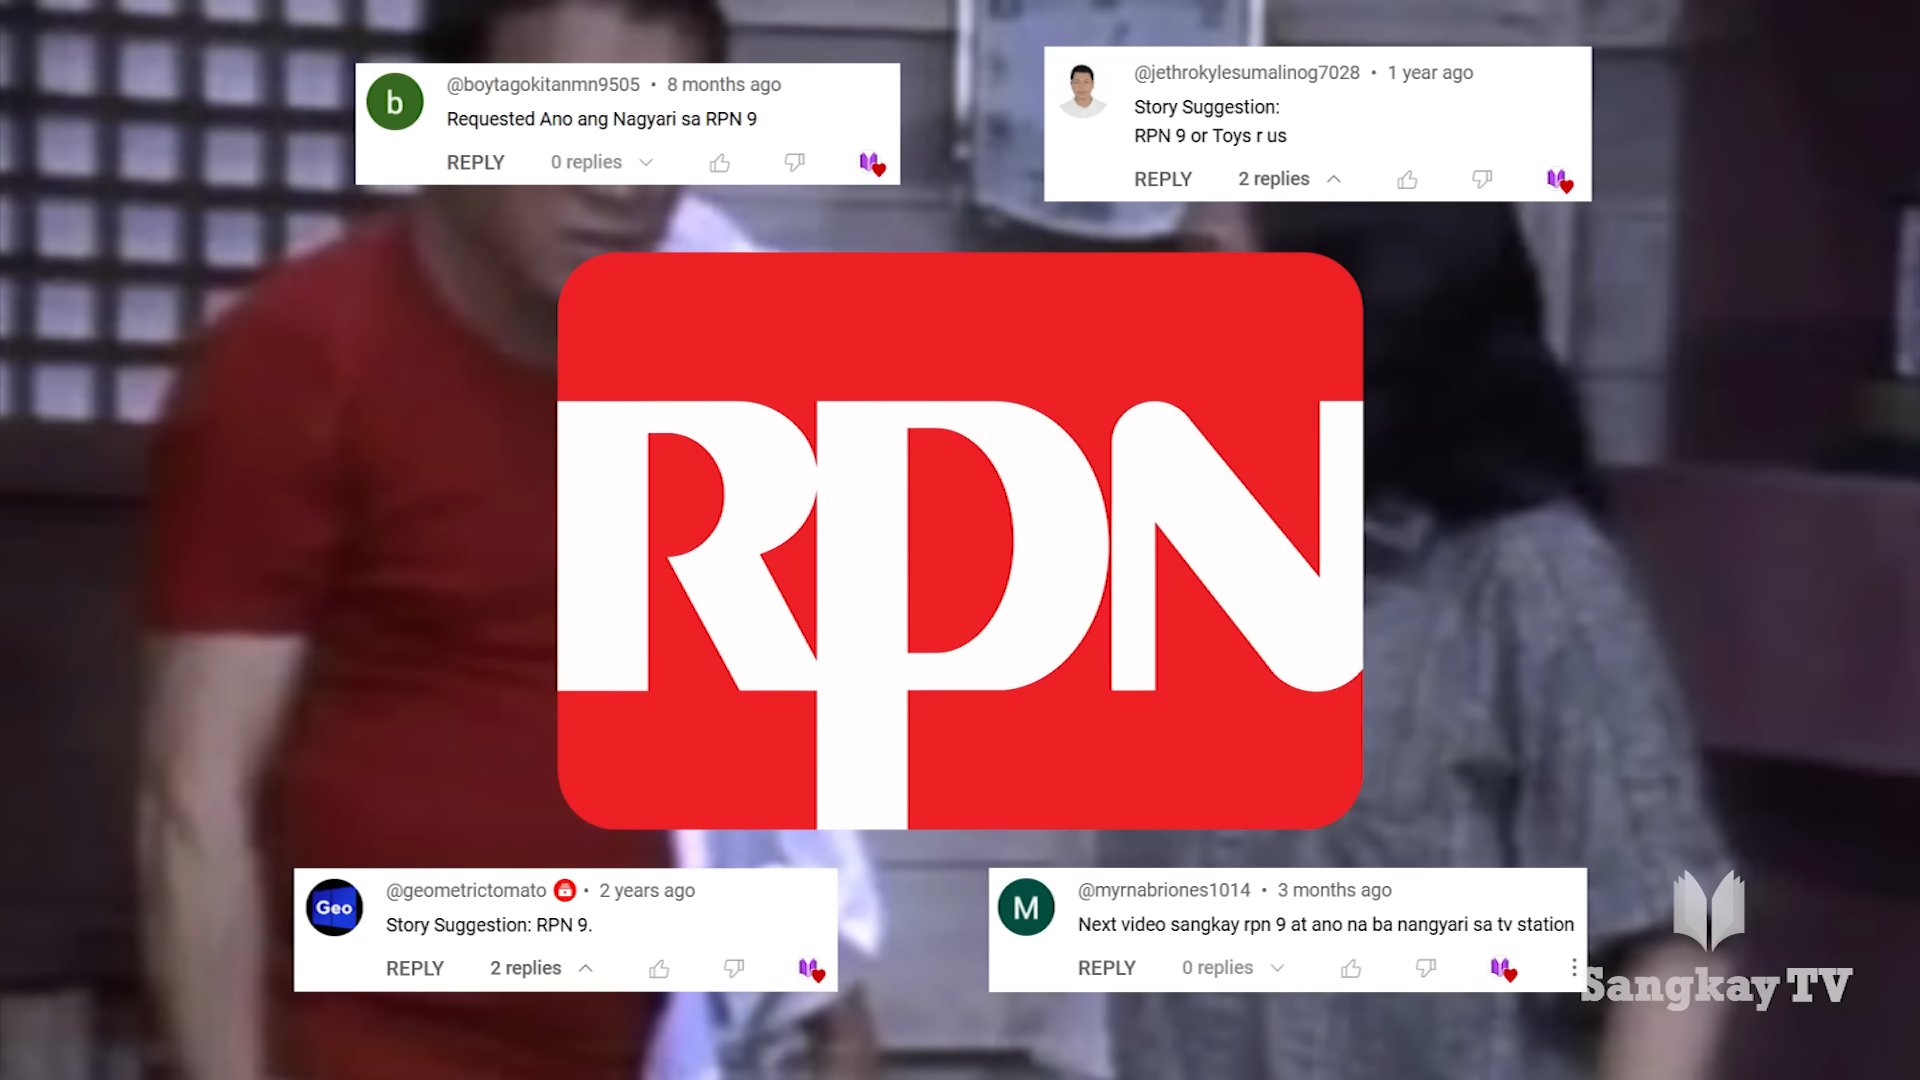 @boytagokitanmn9505 • 8 months ago
Requested Ano ang Nagyari sa RPN 9
REPLY 0 replies
b
@jethrokylesumalinog7028 • 1 year ago
Story Suggestion:
RPN 9 or Toys r us
REPLY 2 replies
RPN
Geo
@geometrictomato • 2 years ago
Story Suggestion: RPN 9.
REPLY 2 replies
M
@myrnabriones1014 • 3 months ago
Next video sangkay rpn 9 at ano na ba nangyari sa tv station
REPLY 0 replies
Sangkay TV